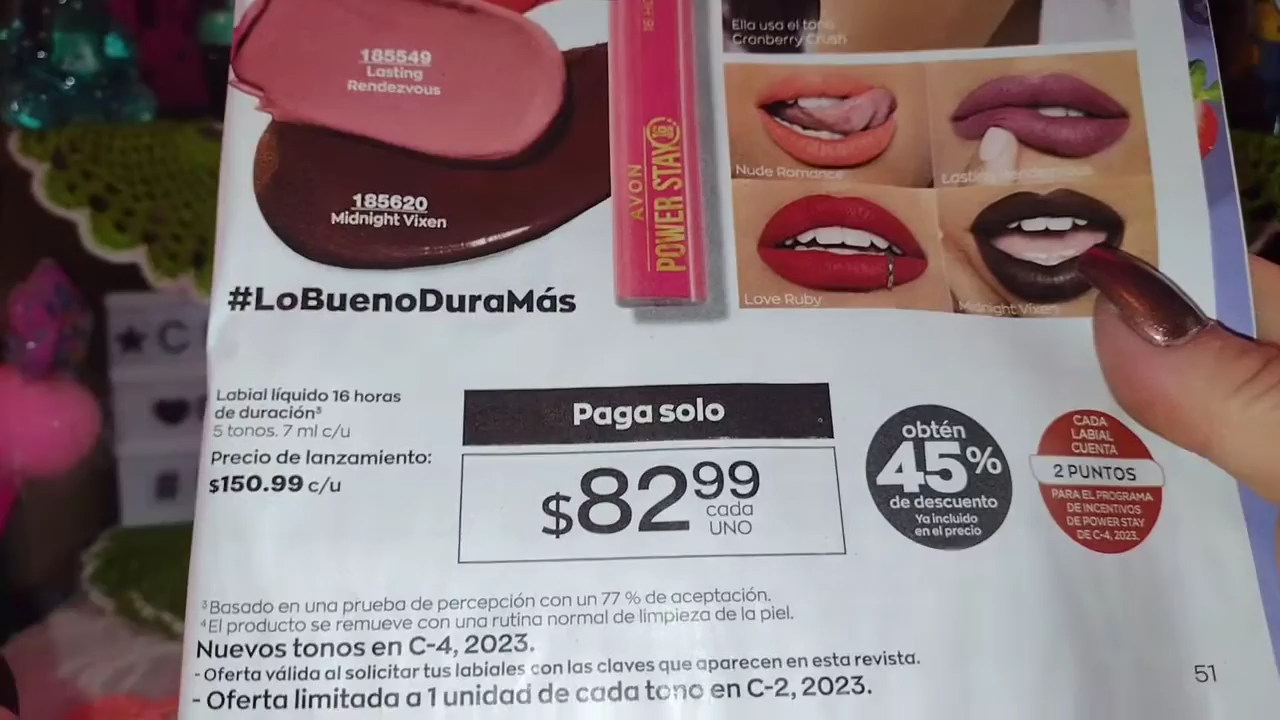 Ella usa el tono
Cranberry Crush
185549
Lasting
Rendezvous
185620
Midnight Vixen
16 HO
AVON
POWER STAY 16
Nude Romance
Lasting Rendezvous
Love Ruby
Midnight Vixen
#LoBuenoDuraMás
C
Labial líquido 16 horas
de duración³
5 tonos. 7 ml c/u
Precio de lanzamiento:
$150.99 c/u
Paga solo
$82.99
cada
UNO
obtén
45%
de descuento
Ya incluido
en el precio
CADA
LABIAL
CUENTA
2 PUNTOS
PARA EL PROGRAMA
DE INCENTIVOS
DE POWER STAY
DE C-4, 2023.
³Basado en una prueba de percepción con un 77 % de aceptación.
⁴El producto se remueve con una rutina normal de limpieza de la piel.
Nuevos tonos en C-4, 2023.
- Oferta válida al solicitar tus labiales con las claves que aparecen en esta revista.
- Oferta limitada a 1 unidad de cada tono en C-2, 2023.
51